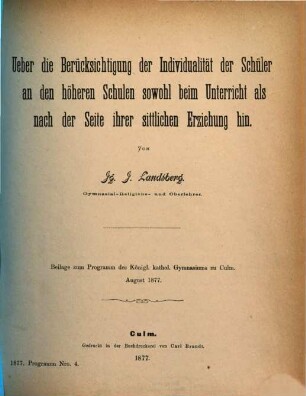 Ueber die Berücksichtigung der Individualität der Schüler
an den höheren Schulen sowohl beim Unterricht als
nach der Seite ihrer sittlichen Erziehung hin.
Von
Ig. J. Landsberg,
Gymnasial-Religions- und Oberlehrer.
Beilage zum Programm des Königl. kathol. Gymnasiums zu Culm.
August 1877.
Culm.
Gedruckt in der Buchdruckerei von Carl Brandt.
1877.
1877. Programm Nro. 4.